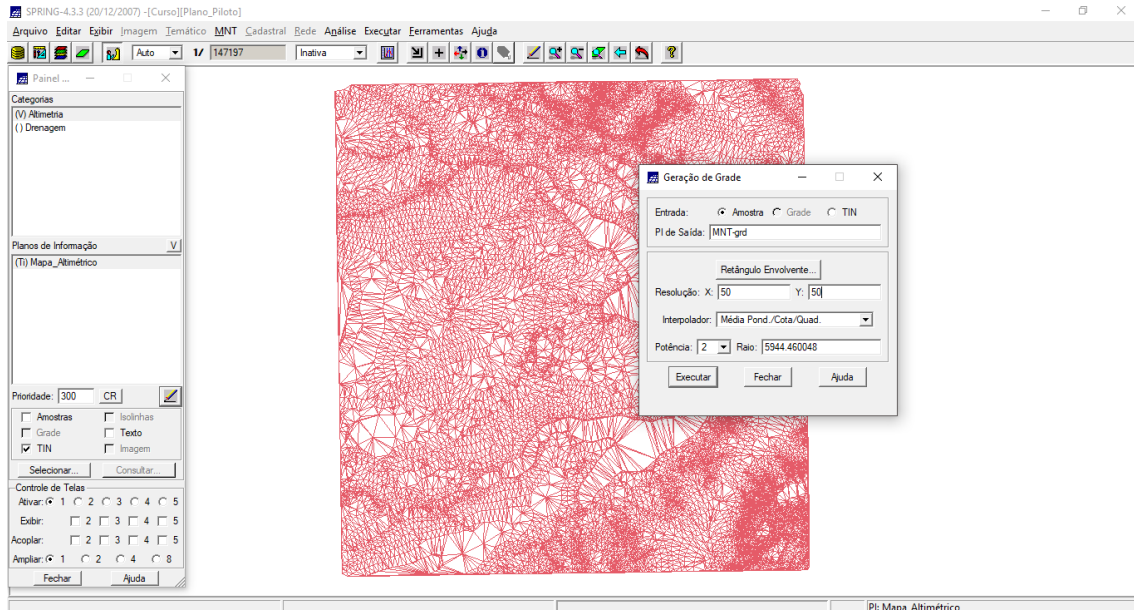 SPRING-4.3.3 (20/12/2007) -[Curso][Plano_Piloto]
Arquivo Editar Exibir Imagem Temático MNT Cadastral Rede Análise Executar Ferramentas Ajuda
Auto 1/ 147197 Inativa
Painel ...
Categorias
(V) Altimetria
( ) Drenagem
Planos de Informação V
(Ti) Mapa_Altimétrico
Prioridade: 300 CR
Amostras Isolinhas
Grade Texto
TIN Imagem
Selecionar... Consultar...
Controle de Telas
Ativar: 1 2 3 4 5
Exibir: 2 3 4 5
Acoplar: 2 3 4 5
Ampliar: 1 2 4 8
Fechar Ajuda
Geração de Grade
Entrada: Amostra Grade TIN
PI de Saída: MNT-grd
Retângulo Envolvente...
Resolução: X: 50 Y: 50
Interpolador: Média Pond./Cota/Quad.
Potência: 2 Raio: 5944.460048
Executar Fechar Ajuda
PI: Mapa_Altimétrico